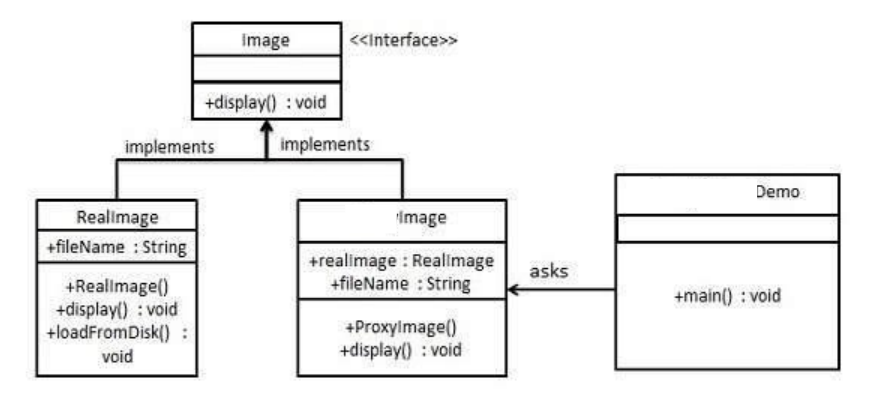 Image
<<Interface>>
+display() : void
implements
implements
RealImage
+fileName : String
+RealImage()
+display() : void
+loadFromDisk() :
void
Image
+realImage : RealImage
+fileName : String
+ProxyImage()
+display() : void
asks
Demo
+main() : void